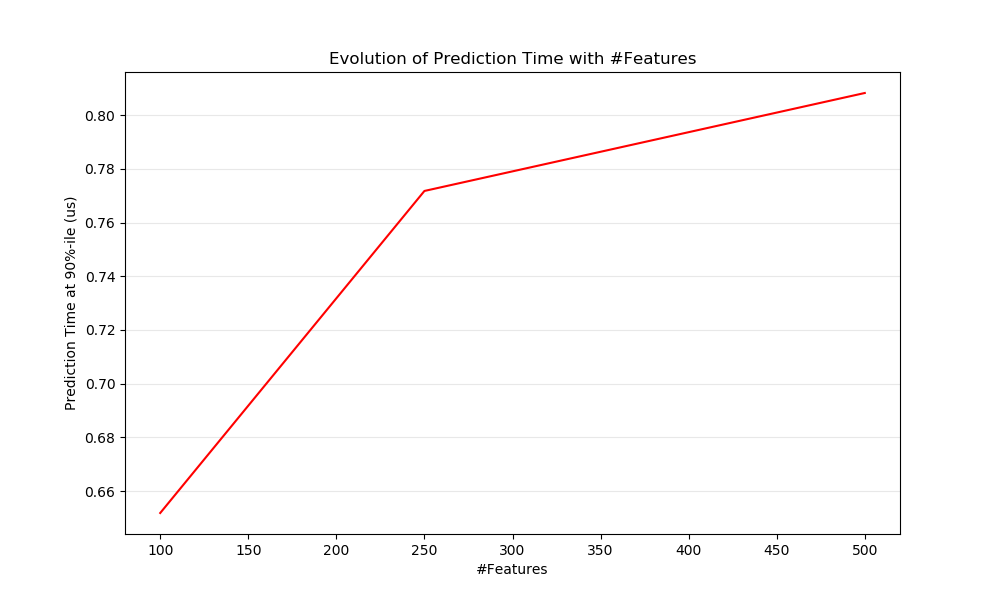 Evolution of Prediction Time with #Features
Prediction Time at 90%-ile (us)
0.80
0.78
0.76
0.74
0.72
0.70
0.68
0.66
100 150 200 250 300 350 400 450 500
#Features